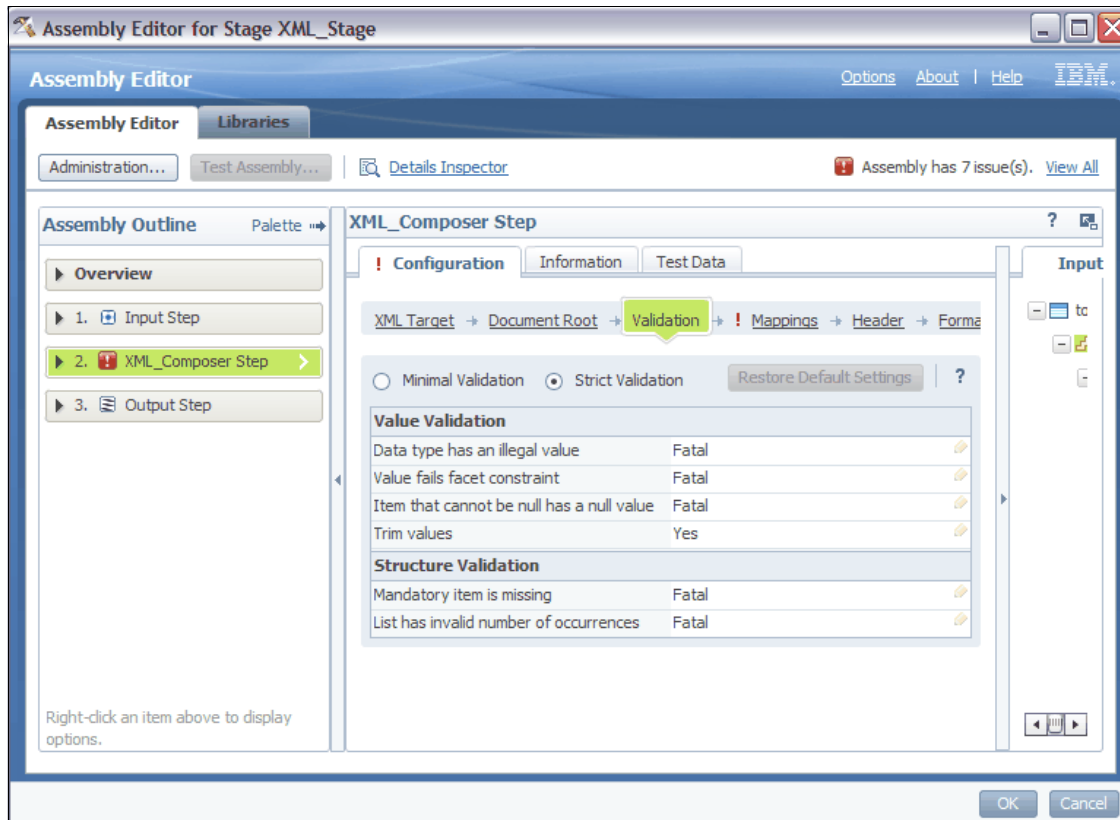 Assembly Editor for Stage XML_Stage
Assembly Editor
Options About | Help IBM.
Assembly Editor Libraries
Administration... Test Assembly... Details Inspector Assembly has 7 issue(s). View All
Assembly Outline Palette
XML_Composer Step ?
Overview
1. Input Step
2. XML_Composer Step
3. Output Step
Right-click an item above to display
options.
! Configuration Information Test Data
XML Target Document Root Validation ! Mappings Header Forma
Minimal Validation Strict Validation Restore Default Settings ?
Value Validation
Data type has an illegal value Fatal
Value fails facet constraint Fatal
Item that cannot be null has a null value Fatal
Trim values Yes
Structure Validation
Mandatory item is missing Fatal
List has invalid number of occurrences Fatal
Input
tc
OK Cancel